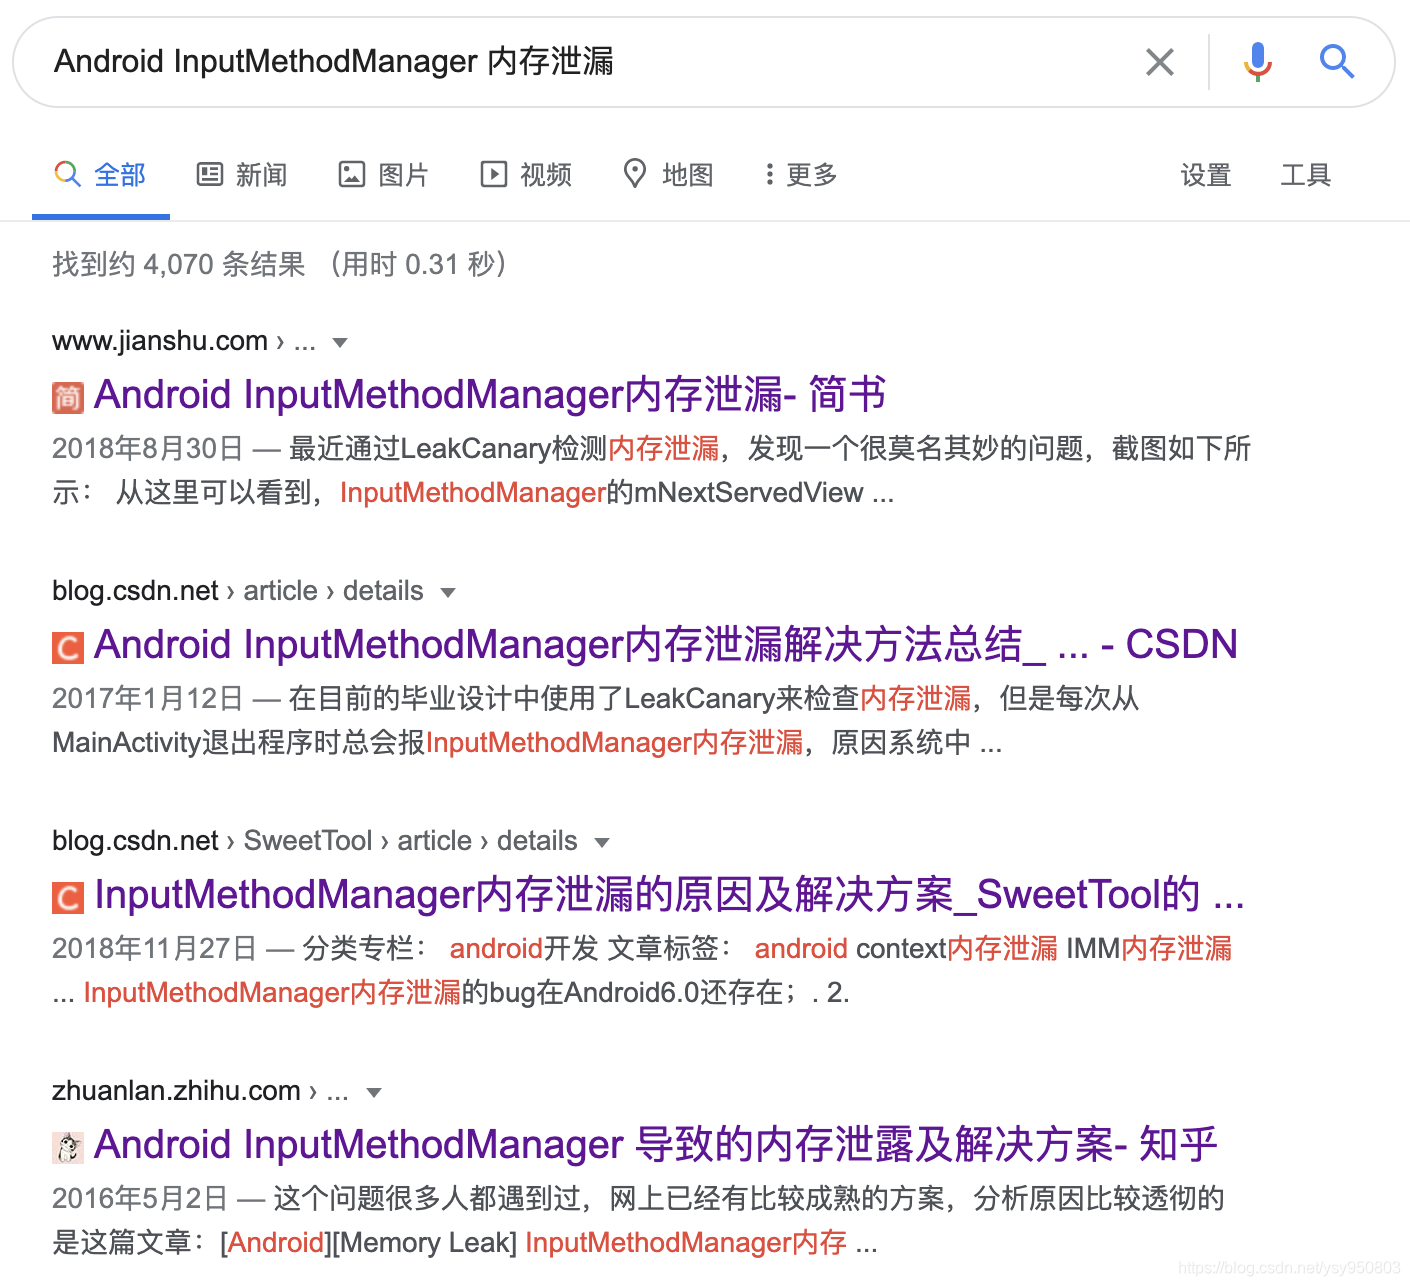 Android InputMethodManager 内存泄漏
全部 新闻 图片 视频 地图 更多 设置 工具
找到约 4,070 条结果 （用时 0.31 秒）
www.jianshu.com › ...
简 Android InputMethodManager内存泄漏- 简书
2018年8月30日 — 最近通过LeakCanary检测内存泄漏，发现一个很莫名其妙的问题，截图如下所
示： 从这里可以看到，InputMethodManager的mNextServedView ...
blog.csdn.net › article › details
C Android InputMethodManager内存泄漏解决方法总结_ ... - CSDN
2017年1月12日 — 在目前的毕业设计中使用了LeakCanary来检查内存泄漏，但是每次从
MainActivity退出程序时总会报InputMethodManager内存泄漏，原因系统中 ...
blog.csdn.net › SweetTool › article › details
C InputMethodManager内存泄漏的原因及解决方案_SweetTool的 ...
2018年11月27日 — 分类专栏： android开发 文章标签： android context内存泄漏 IMM内存泄漏
... InputMethodManager内存泄漏的bug在Android6.0还存在；. 2.
zhuanlan.zhihu.com › ...
Android InputMethodManager 导致的内存泄露及解决方案- 知乎
2016年5月2日 — 这个问题很多人都遇到过，网上已经有比较成熟的方案，分析原因比较透彻的
是这篇文章：[Android][Memory Leak] InputMethodManager内存 ...
https://blog.csdn.net/ysy950803